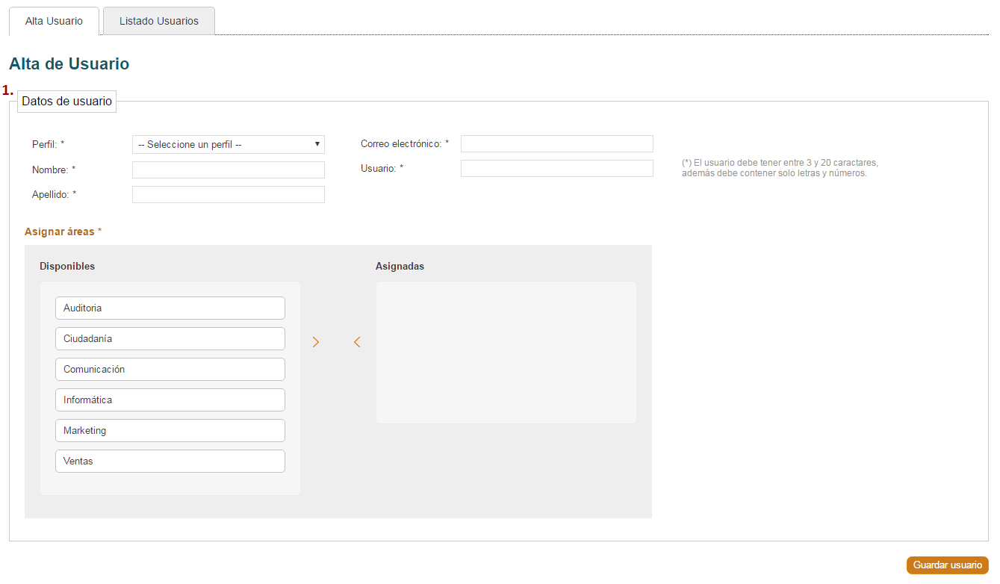 Alta Usuario
Listado Usuarios
Alta de Usuario
1.
Datos de usuario
Perfil: *
-- Seleccione un perfil --
Nombre: *
Apellido: *
Correo electrónico: *
Usuario: *
(*) El usuario debe tener entre 3 y 20 caractares,
además debe contener solo letras y números.
Asignar áreas *
Disponibles
Auditoria
Ciudadanía
Comunicación
Informática
Marketing
Ventas
Asignadas
Guardar usuario